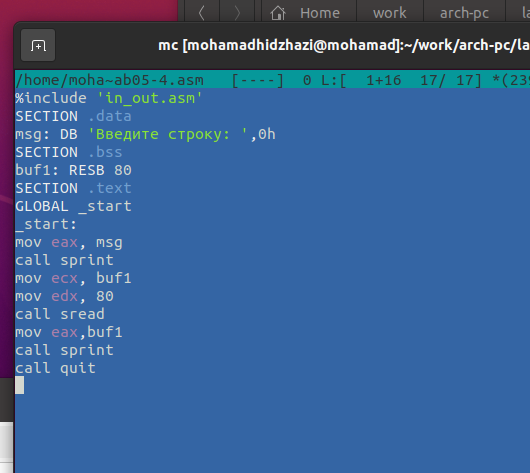 Home work arch-pc
mc [mohamadhidzhazi@mohamad]:~/work/arch-pc/la
/home/moha~ab05-4.asm [----] 0 L:[ 1+16 17/ 17] *(239
%include 'in_out.asm'
SECTION .data
msg: DB 'Введите строку: ',0h
SECTION .bss
buf1: RESB 80
SECTION .text
GLOBAL _start
_start:
mov eax, msg
call sprint
mov ecx, buf1
mov edx, 80
call sread
mov eax,buf1
call sprint
call quit